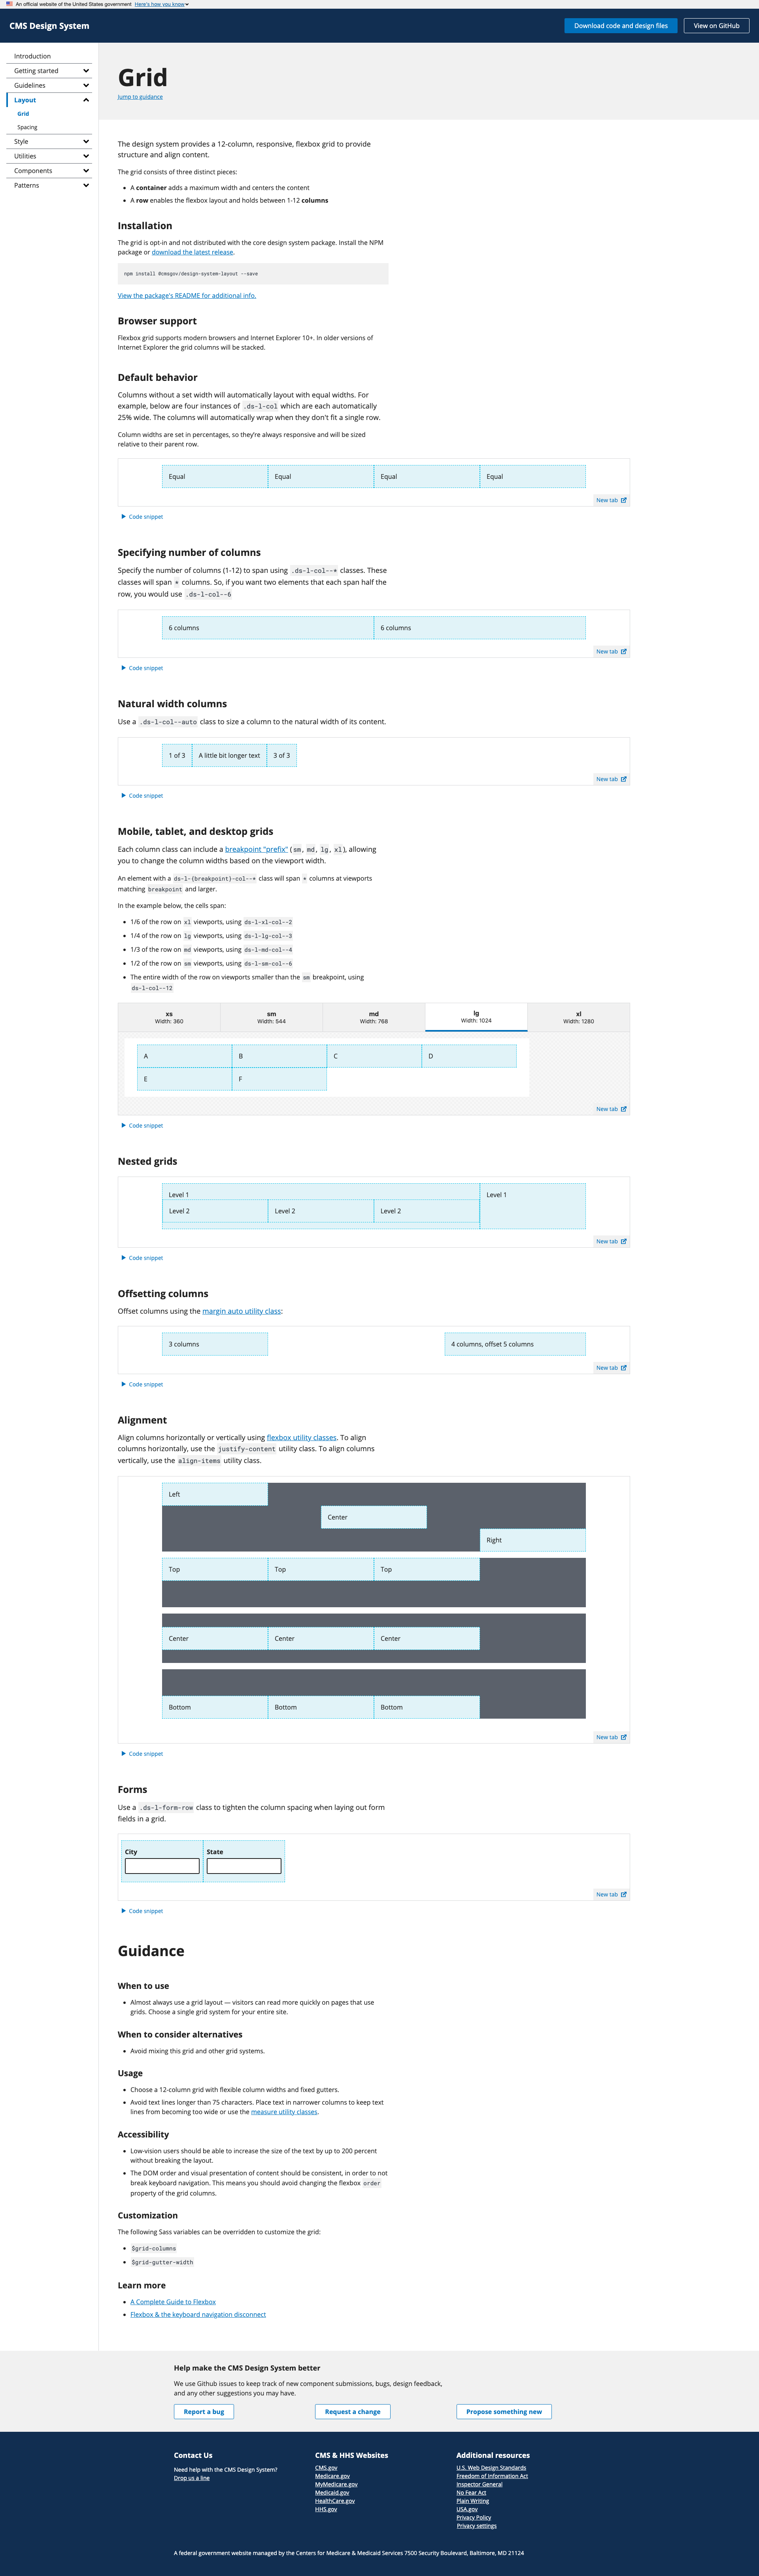 An official website of the United States government Here's how you know
CMS Design System
Download code and design files
View on GitHub
Introduction
Getting started
Guidelines
Layout
Grid
Spacing
Style
Utilities
Components
Patterns
Grid
Jump to guidance
The design system provides a 12-column, responsive, flexbox grid to provide
structure and align content.
The grid consists of three distinct pieces:
• A container adds a maximum width and centers the content
• A row enables the flexbox layout and holds between 1-12 columns
Installation
The grid is opt-in and not distributed with the core design system package. Install the NPM
package or download the latest release.
npm install @cmsgov/design-system-layout --save
View the package's README for additional info.
Browser support
Flexbox grid supports modern browsers and Internet Explorer 10+. In older versions of
Internet Explorer the grid columns will be stacked.
Default behavior
Columns without a set width will automatically layout with equal widths. For
example, below are four instances of .ds-l-col which are each automatically
25% wide. The columns will automatically wrap when they don't fit a single row.
Column widths are set in percentages, so they're always responsive and will be sized
relative to their parent row.
Equal Equal Equal Equal
New tab
Code snippet
Specifying number of columns
Specify the number of columns (1-12) to span using .ds-l-col--* classes. These
classes will span * columns. So, if you want two elements that each span half the
row, you would use .ds-l-col--6
6 columns 6 columns
New tab
Code snippet
Natural width columns
Use a .ds-l-col--auto class to size a column to the natural width of its content.
1 of 3 A little bit longer text 3 of 3
New tab
Code snippet
Mobile, tablet, and desktop grids
Each column class can include a breakpoint "prefix" (sm, md, lg, xl), allowing
you to change the column widths based on the viewport width.
An element with a ds-l-{breakpoint}-col--* class will span * columns at viewports
matching breakpoint and larger.
In the example below, the cells span:
• 1/6 of the row on xl viewports, using ds-l-xl-col--2
• 1/4 of the row on lg viewports, using ds-l-lg-col--3
• 1/3 of the row on md viewports, using ds-l-md-col--4
• 1/2 of the row on sm viewports, using ds-l-sm-col--6
• The entire width of the row on viewports smaller than the sm breakpoint, using
ds-l-col--12
xs sm md lg xl
Width: 360 Width: 544 Width: 768 Width: 1024 Width: 1280
A B C D
E F
New tab
Code snippet
Nested grids
Level 1 Level 1
Level 2 Level 2 Level 2
New tab
Code snippet
Offsetting columns
Offset columns using the margin auto utility class:
3 columns 4 columns, offset 5 columns
New tab
Code snippet
Alignment
Align columns horizontally or vertically using flexbox utility classes. To align
columns horizontally, use the justify-content utility class. To align columns
vertically, use the align-items utility class.
Left
Center
Right
Top Top Top
Center Center Center
Bottom Bottom Bottom
New tab
Code snippet
Forms
Use a .ds-l-form-row class to tighten the column spacing when laying out form
fields in a grid.
City State
New tab
Code snippet
Guidance
When to use
• Almost always use a grid layout — visitors can read more quickly on pages that use
grids. Choose a single grid system for your entire site.
When to consider alternatives
• Avoid mixing this grid and other grid systems.
Usage
• Choose a 12-column grid with flexible column widths and fixed gutters.
• Avoid text lines longer than 75 characters. Place text in narrower columns to keep text
lines from becoming too wide or use the measure utility classes.
Accessibility
• Low-vision users should be able to increase the size of the text by up to 200 percent
without breaking the layout.
• The DOM order and visual presentation of content should be consistent, in order to not
break keyboard navigation. This means you should avoid changing the flexbox order
property of the grid columns.
Customization
The following Sass variables can be overridden to customize the grid:
• $grid-columns
• $grid-gutter-width
Learn more
• A Complete Guide to Flexbox
• Flexbox & the keyboard navigation disconnect
Help make the CMS Design System better
We use Github issues to keep track of new component submissions, bugs, design feedback,
and any other suggestions you may have.
Report a bug
Request a change
Propose something new
Contact Us
Need help with the CMS Design System?
Drop us a line
CMS & HHS Websites
CMS.gov
Medicare.gov
MyMedicare.gov
Medicaid.gov
HealthCare.gov
HHS.gov
Additional resources
U.S. Web Design Standards
Freedom of Information Act
Inspector General
No Fear Act
Plain Writing
USA.gov
Privacy Policy
Privacy settings
A federal government website managed by the Centers for Medicare & Medicaid Services 7500 Security Boulevard, Baltimore, MD 21124